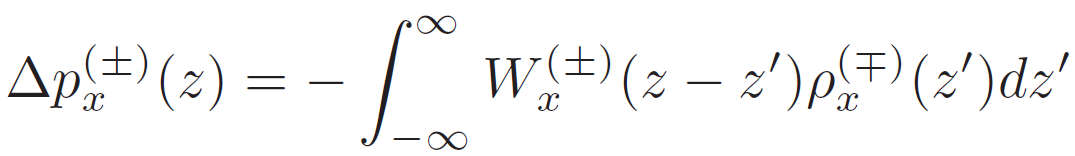 Δp_x^{(±)}(z) = −∫_{−∞}^{∞} W_x^{(±)}(z − z′)ρ_x^{(∓)}(z′)dz′